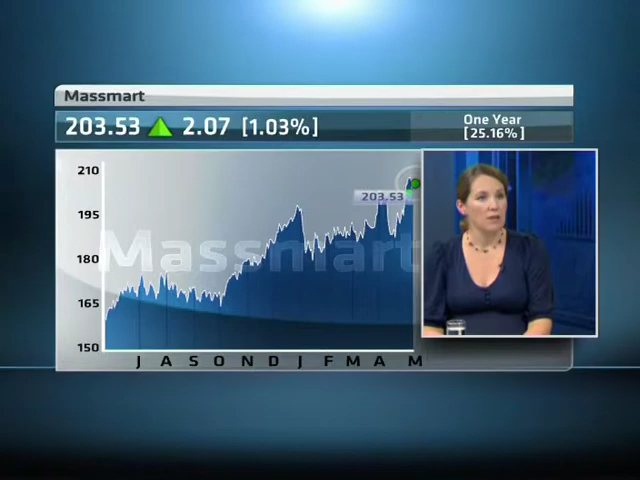 Massmart
203.53 2.07 [1.03%]
One Year
[25.16%]
210
203.53
195
Massmart
180
165
150
J A S O N D J F M A M